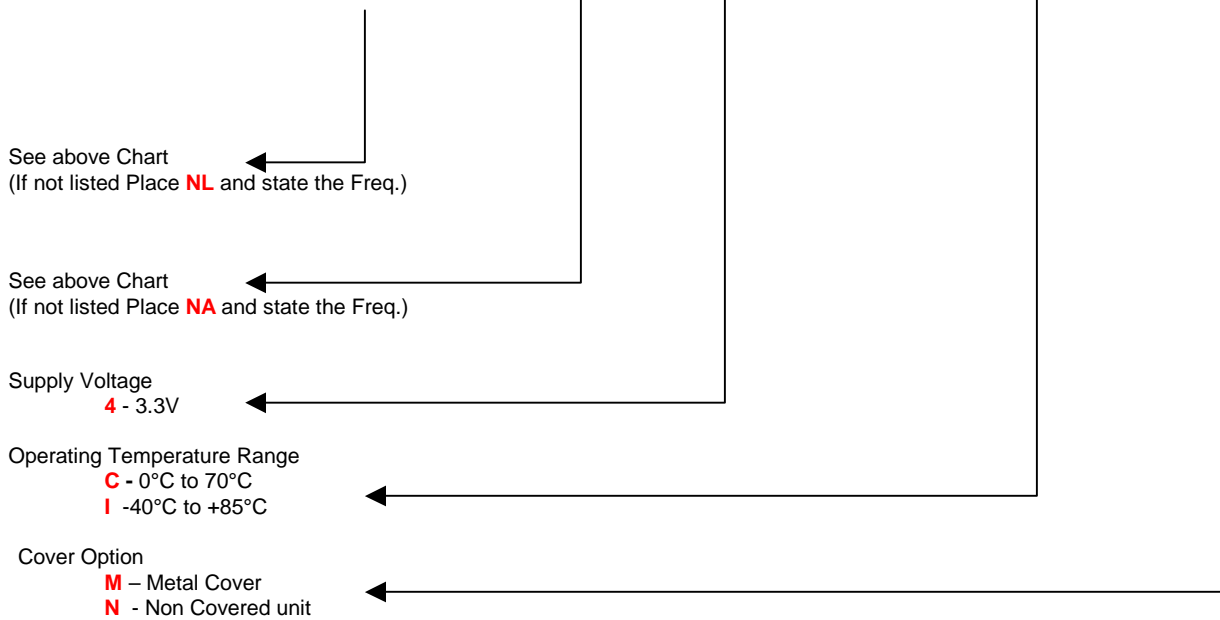 See above Chart
(If not listed Place NL and state the Freq.)
See above Chart
(If not listed Place NA and state the Freq.)
Supply Voltage
4 - 3.3V
Operating Temperature Range
C - 0°C to 70°C
I -40°C to +85°C
Cover Option
M – Metal Cover
N - Non Covered unit